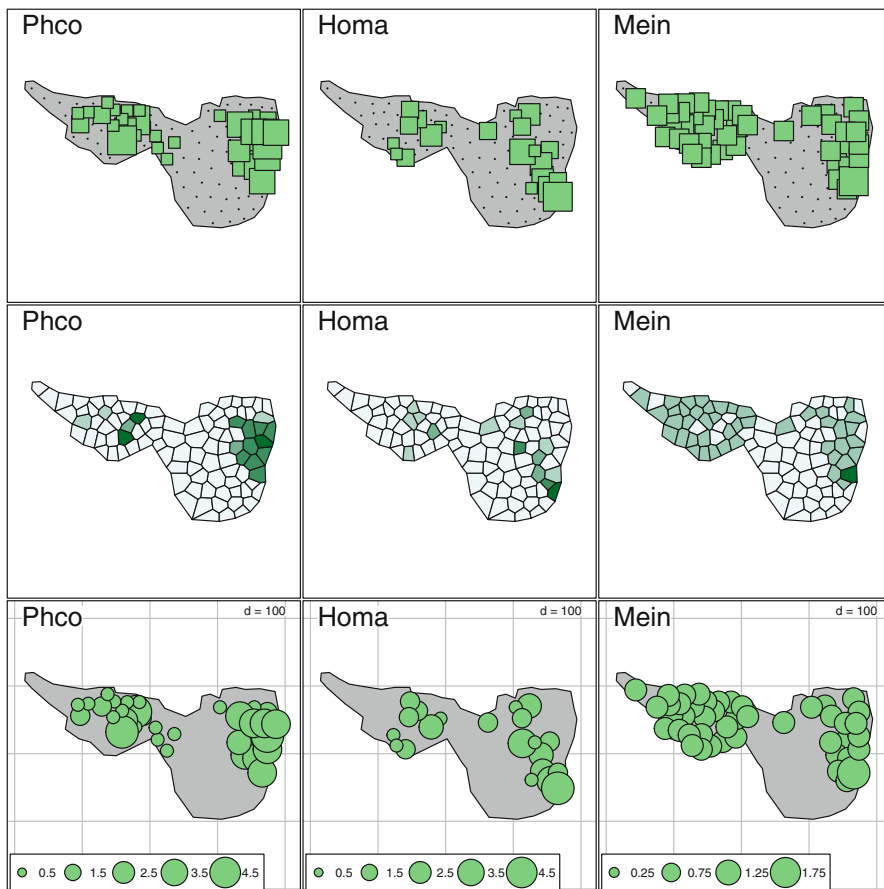 Phco Homa Mein
Phco Homa Mein
Phco d = 100 Homa d = 100 Mein d = 100
0.5 1.5 2.5 3.5 4.5 0.5 1.5 2.5 3.5 4.5 0.25 0.75 1.25 1.75